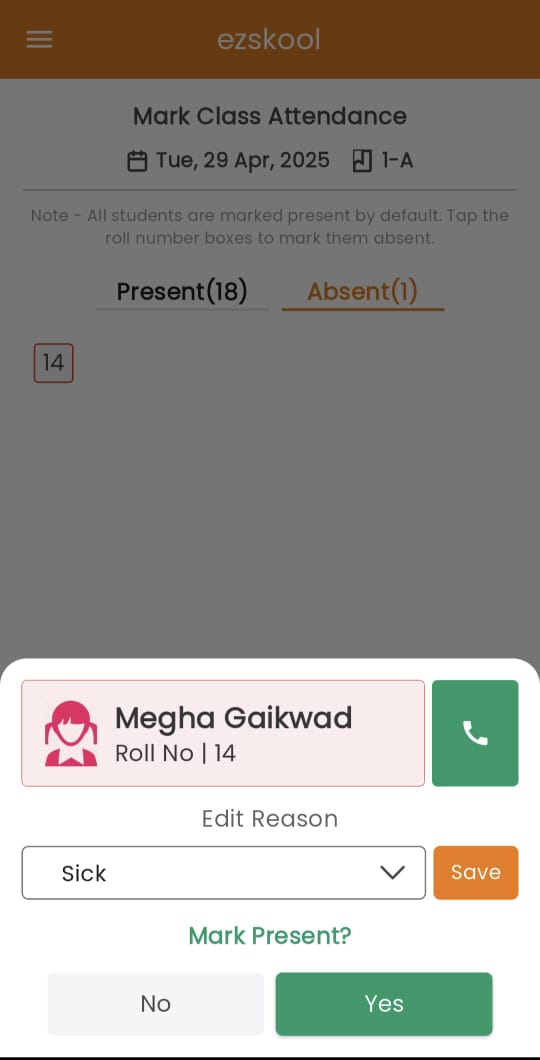 ezskool
Mark Class Attendance
Tue, 29 Apr, 2025 1-A
Note - All students are marked present by default. Tap the
roll number boxes to mark them absent.
Present(18) Absent(1)
14
Megha Gaikwad
Roll No | 14
Edit Reason
Sick Save
Mark Present?
No Yes